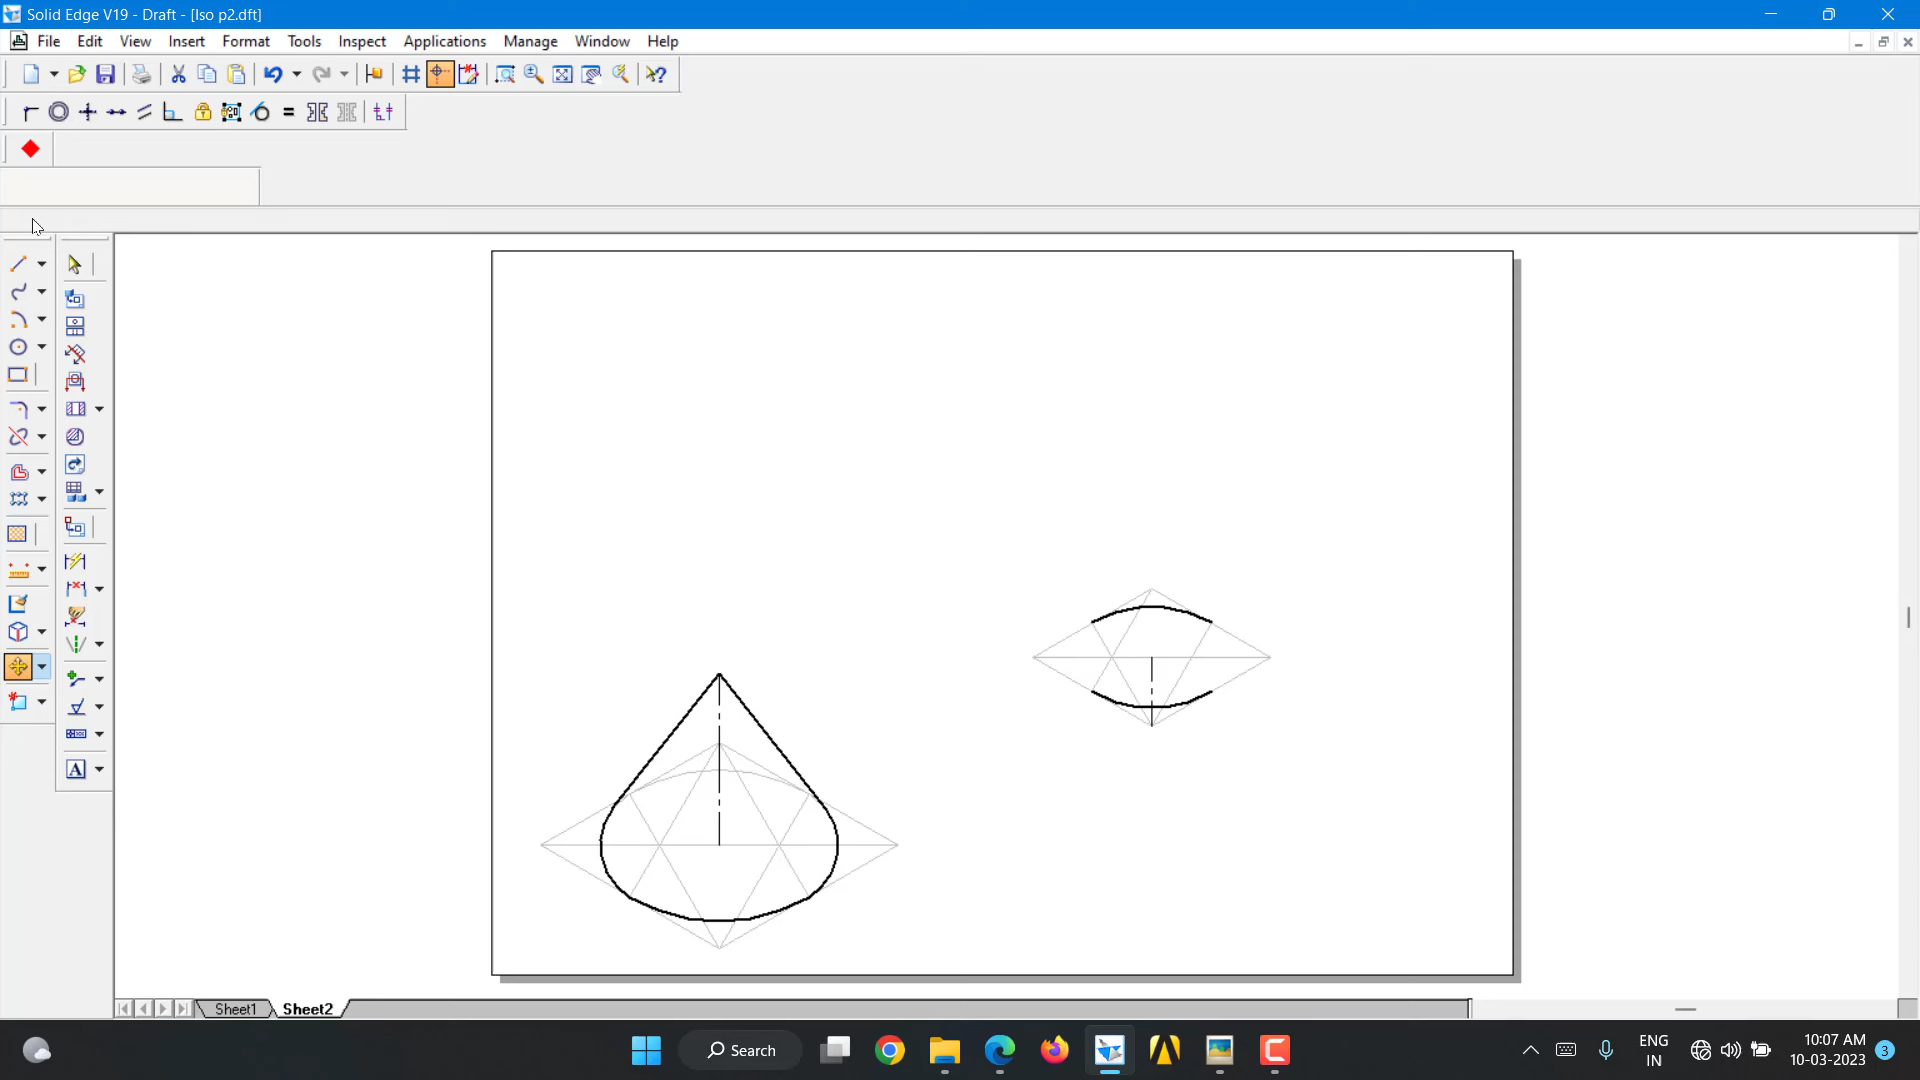 Solid Edge V19 - Draft - [Iso p2.dft]
File Edit View Insert Format Tools Inspect Applications Manage Window Help
A
Sheet1 Sheet2
Search
ENG
IN
10:07 AM
10-03-2023
3